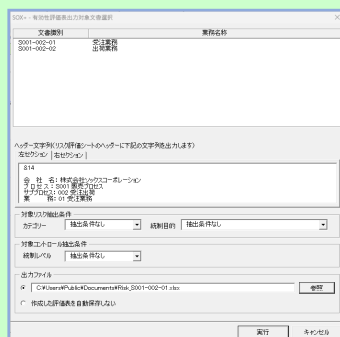 SOX+ - 有効性評価表出力対象文書選択
文書識別 業務名称
S001-002-01 受注業務
S001-002-02 出荷業務
ヘッダー文字列(リスク評価シートのヘッダーに下記の文字列を出力します)
左セクション 右セクション
&14
会 社 名: 株式会社ソックスコーポレーション
プロセス: S001 販売プロセス
サブプロセス: 002 受注出荷
業 務: 01 受注業務
対象リスク抽出条件
カテゴリー 抽出条件なし 統制目的 抽出条件なし
対象コントロール抽出条件
統制レベル 抽出条件なし
出力ファイル
C:¥Users¥Public¥Documents¥Risk_S001-002-01.xlsx 参照
作成した評価表を自動保存しない
実行 キャンセル